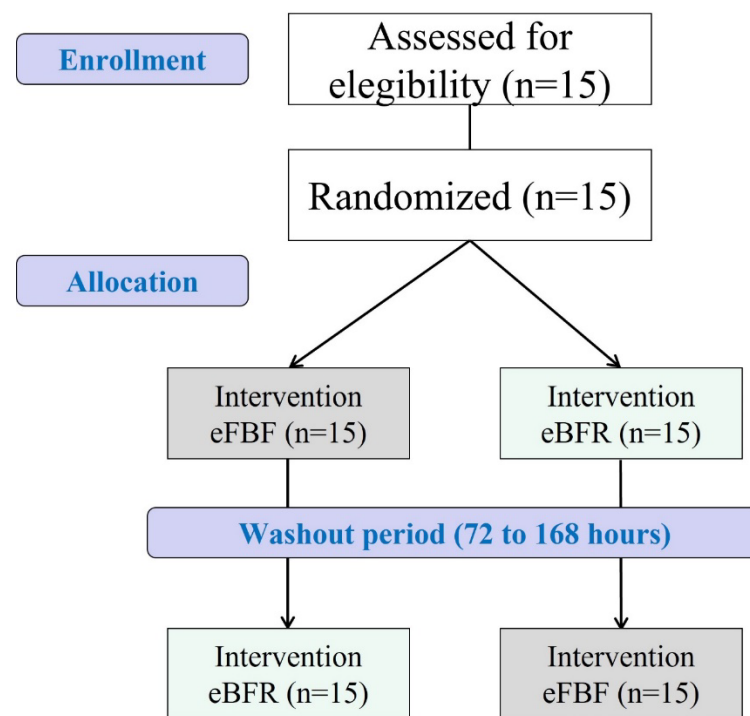 Enrollment
Assessed for
elegibility (n=15)
Randomized (n=15)
Allocation
Intervention
eFBF (n=15)
Intervention
eBFR (n=15)
Washout period (72 to 168 hours)
Intervention
eBFR (n=15)
Intervention
eFBF (n=15)